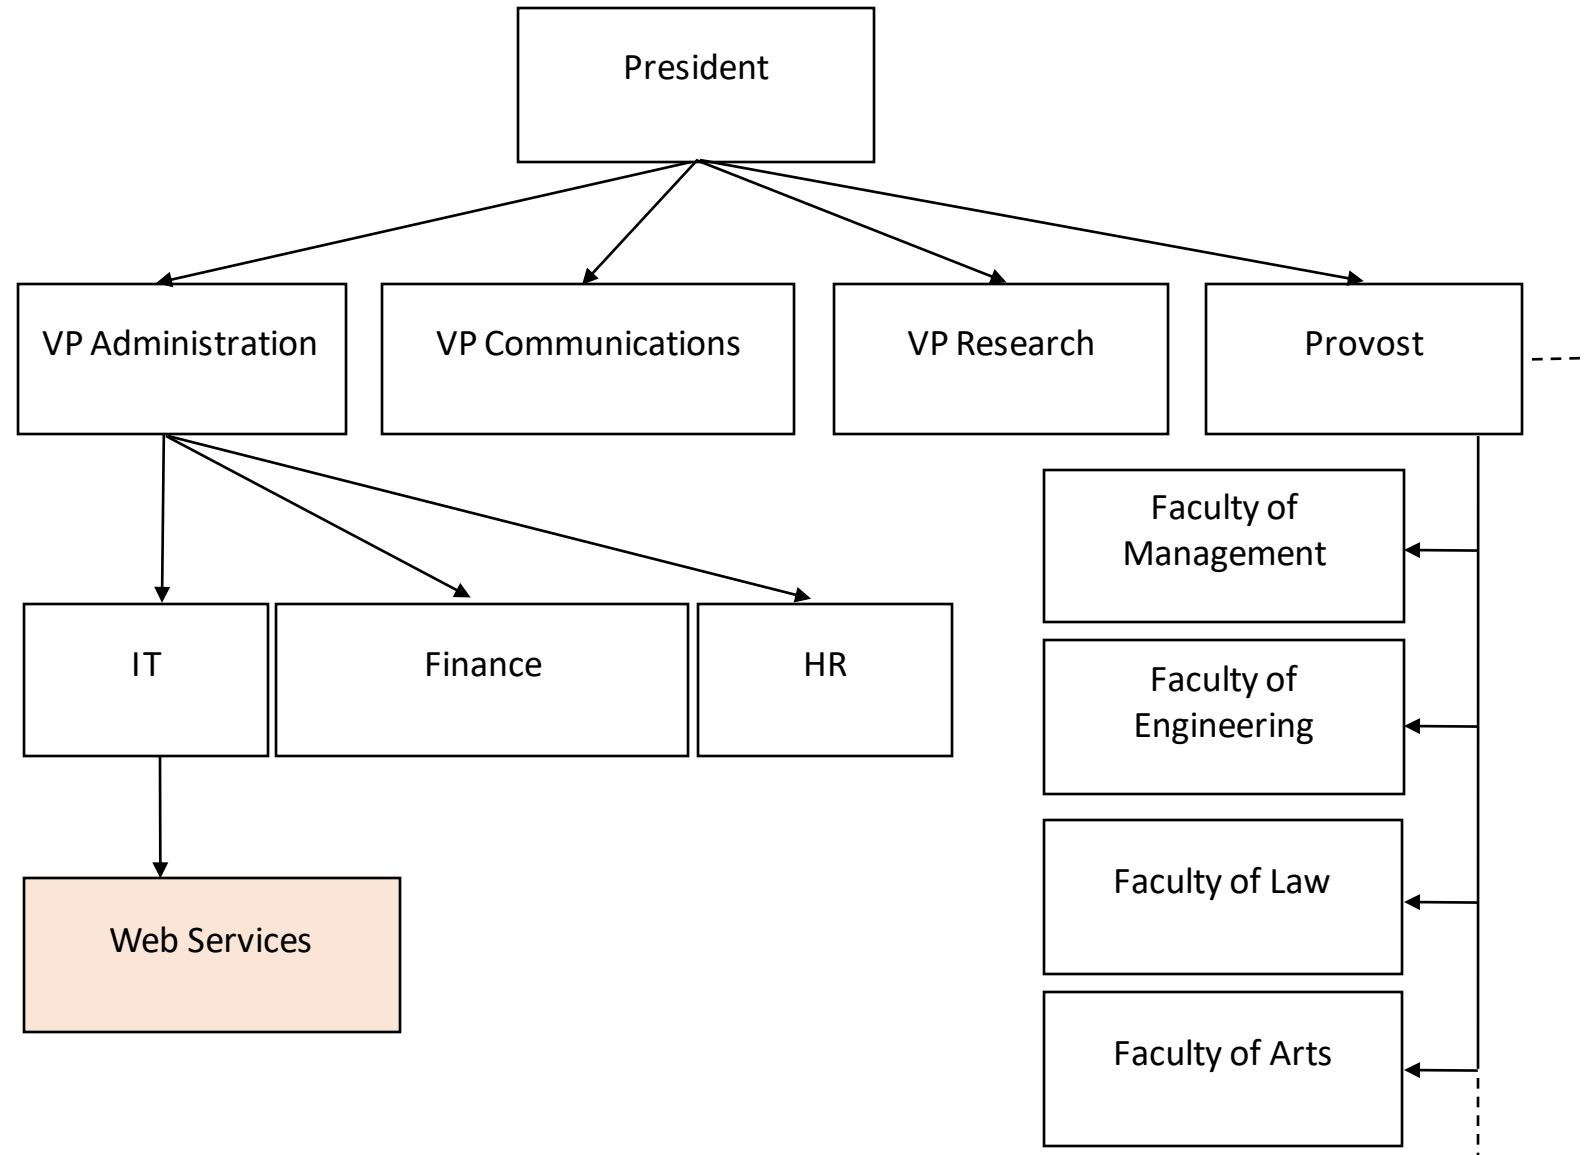 President
VP Administration
VP Communications
VP Research
Provost
Faculty of
Management
IT
Finance
HR
Faculty of
Engineering
Faculty of Law
Web Services
Faculty of Arts